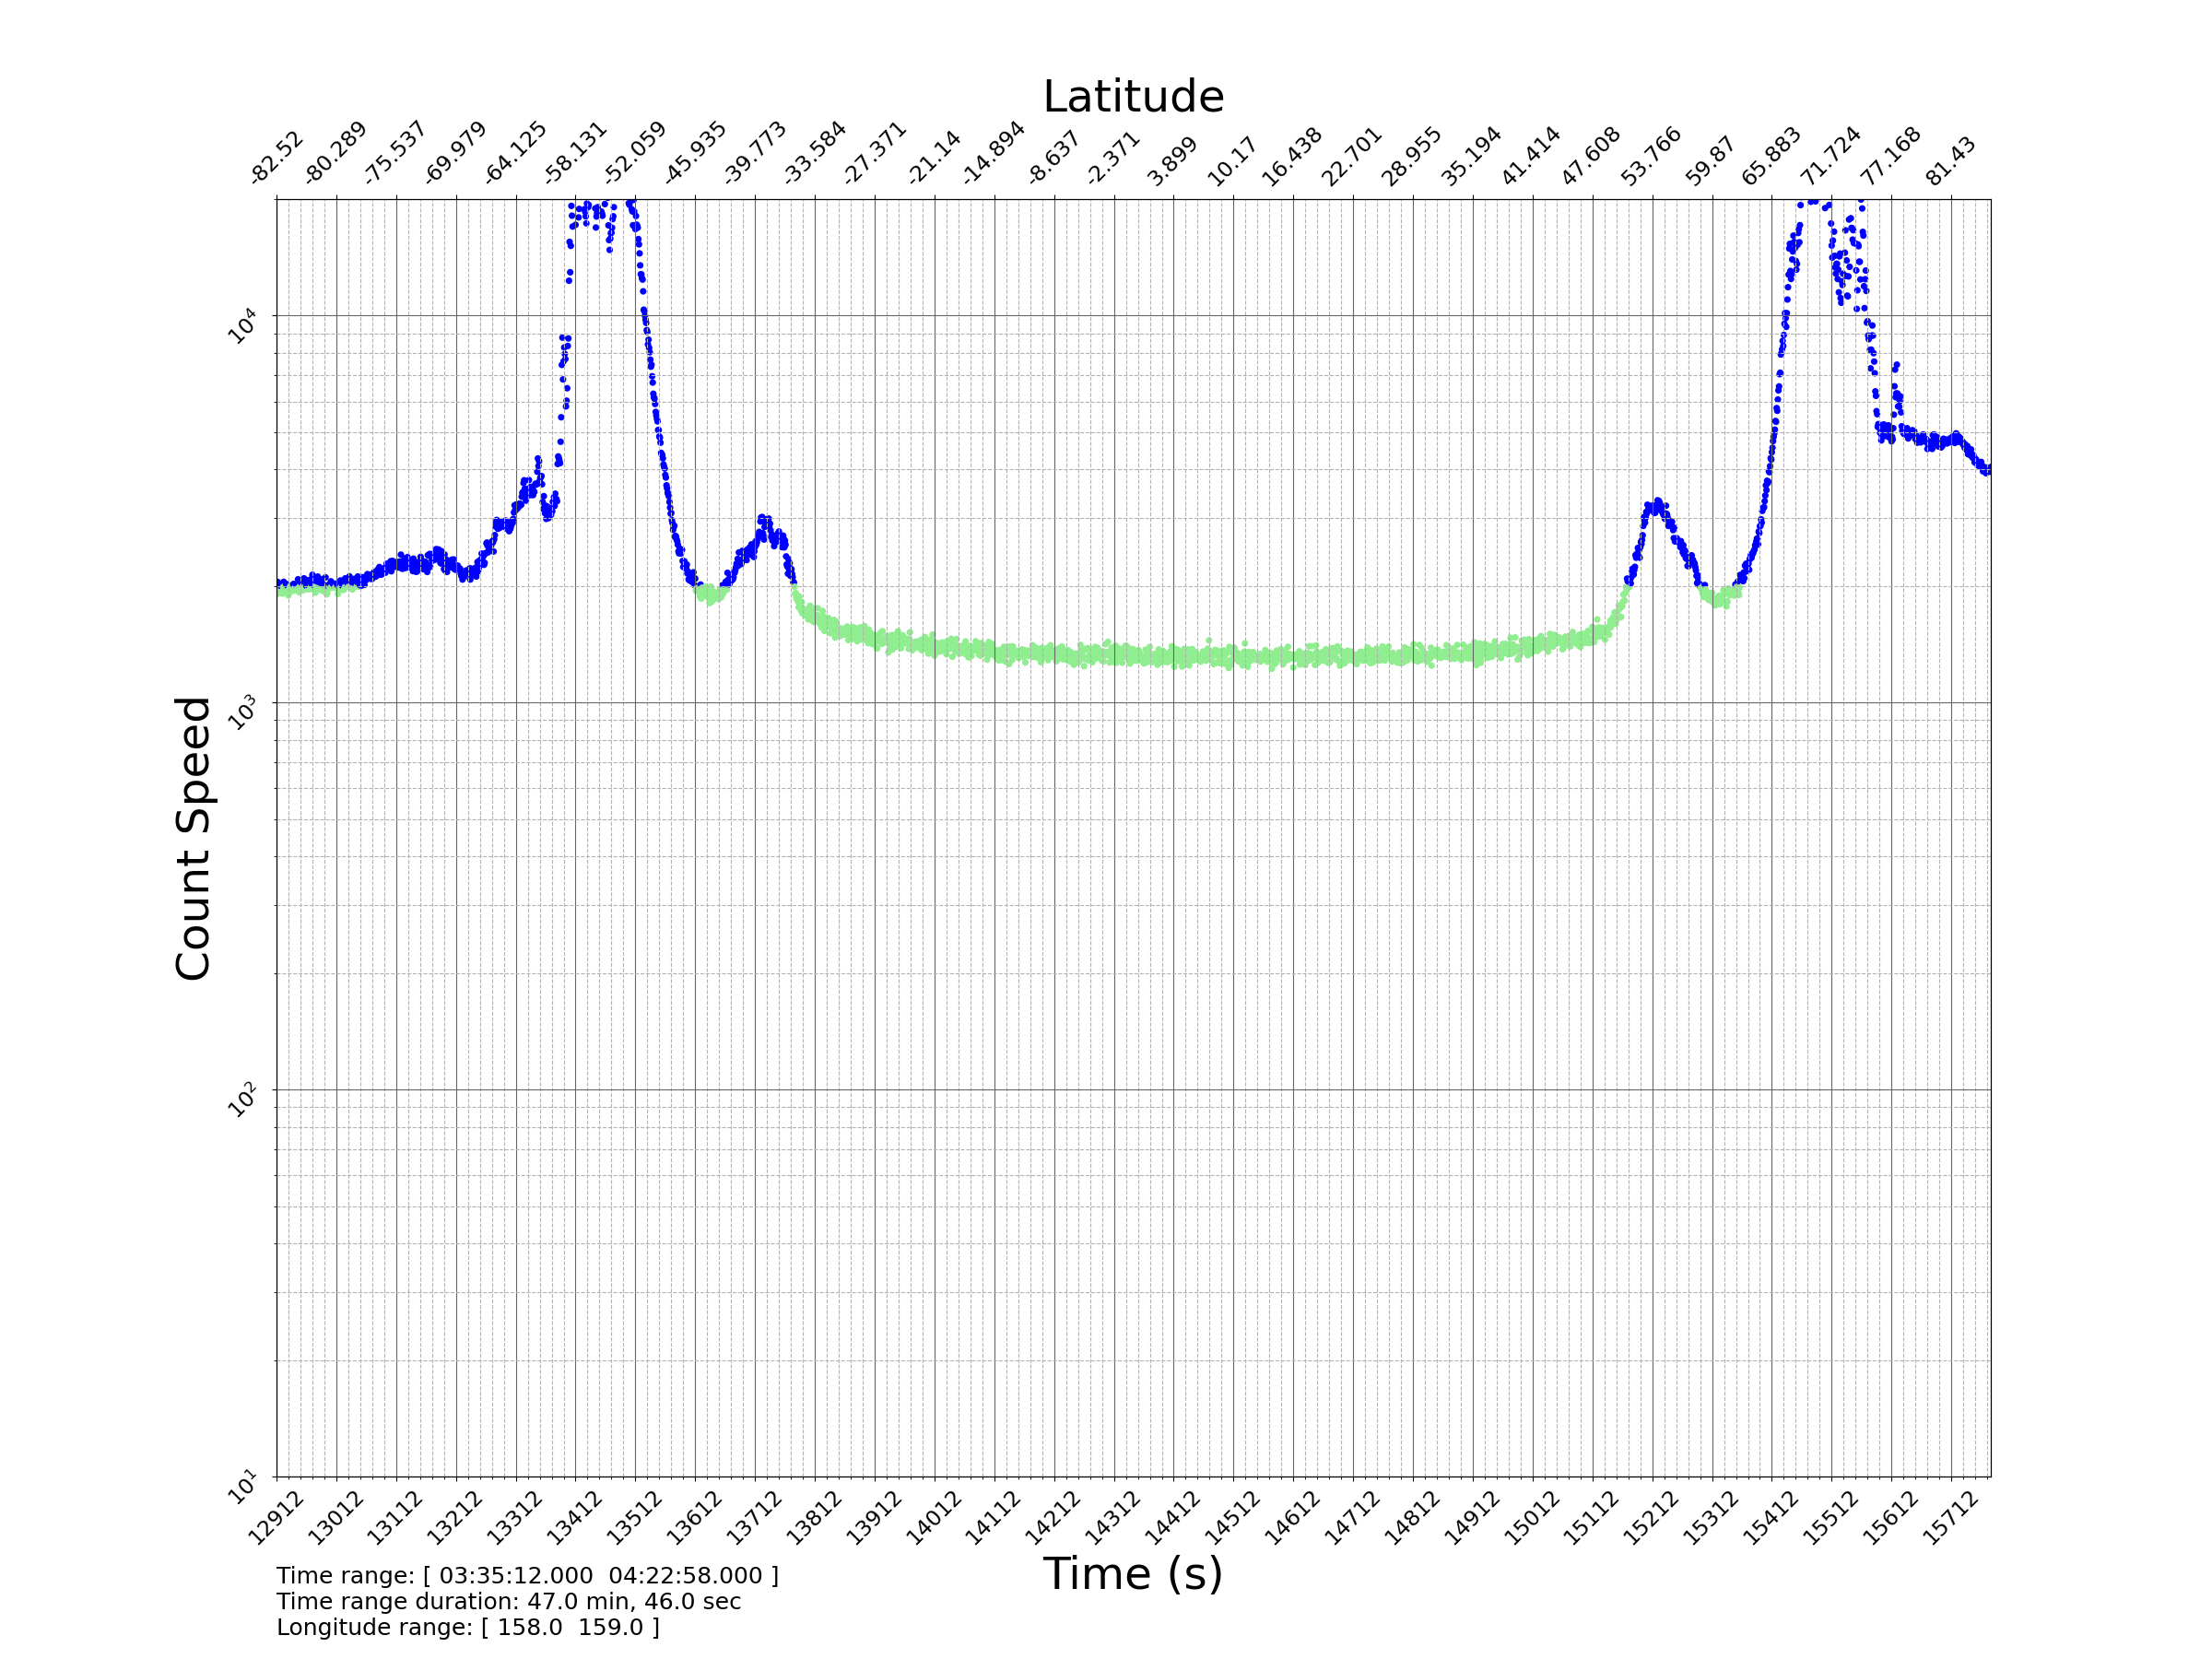 Latitude
-82.52 -80.289 -75.537 -69.979 -64.125 -58.131 -52.059 -45.935 -39.773 -33.584 -27.371 -21.14 -14.894 -8.637 -2.371 3.899 10.17 16.438 22.701 28.955 35.194 41.414 47.608 53.766 59.87 65.883 71.724 77.168 81.43
Count Speed
10⁴
10³
10²
10¹
12912 13012 13112 13212 13312 13412 13512 13612 13712 13812 13912 14012 14112 14212 14312 14412 14512 14612 14712 14812 14912 15012 15112 15212 15312 15412 15512 15612 15712
Time (s)
Time range: [ 03:35:12.000  04:22:58.000 ]
Time range duration: 47.0 min, 46.0 sec
Longitude range: [ 158.0  159.0 ]